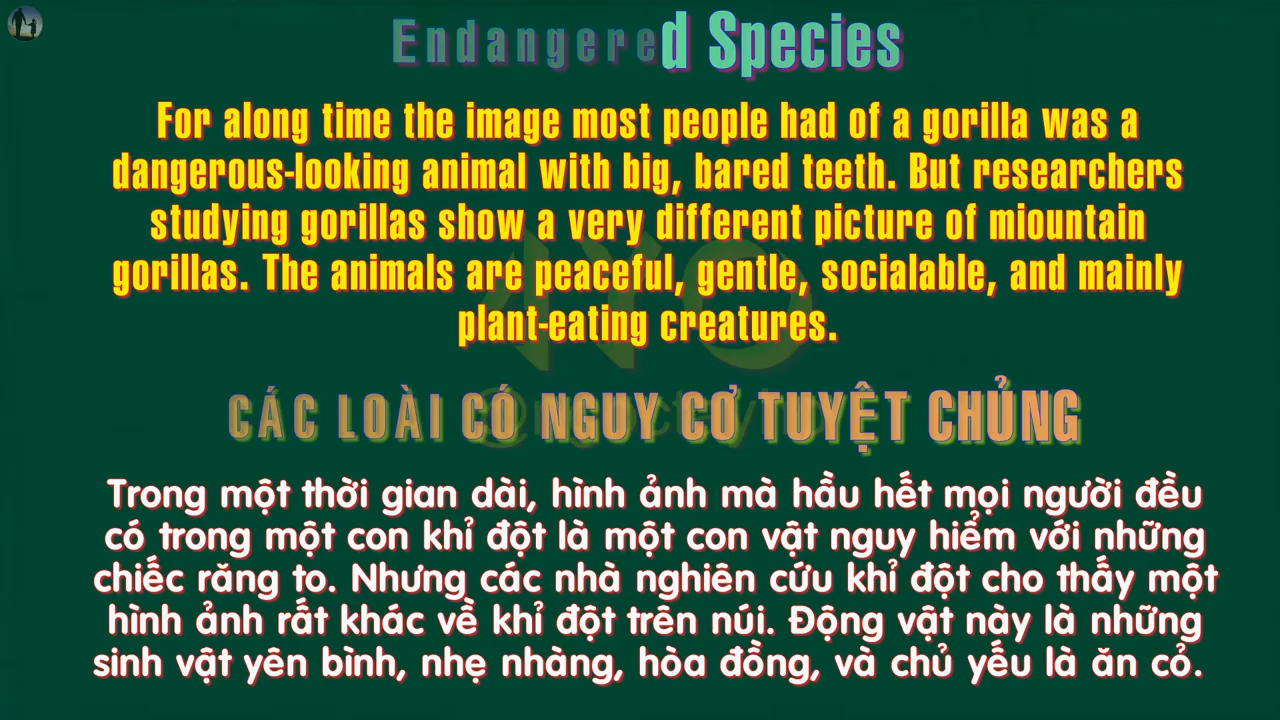 Endangered Species
For along time the image most people had of a gorilla was a
dangerous-looking animal with big, bared teeth. But researchers
studying gorillas show a very different picture of miountain
gorillas. The animals are peaceful, gentle, socialable, and mainly
plant-eating creatures.
CÁC LOÀI CÓ NGUY CƠ TUYỆT CHỦNG
Trong một thời gian dài, hình ảnh mà hầu hết mọi người đều
có trong một con khỉ đột là một con vật nguy hiểm với những
chiếc răng to. Nhưng các nhà nghiên cứu khỉ đột cho thấy một
hình ảnh rất khác về khỉ đột trên núi. Động vật này là những
sinh vật yên bình, nhẹ nhàng, hòa đồng, và chủ yếu là ăn cỏ.